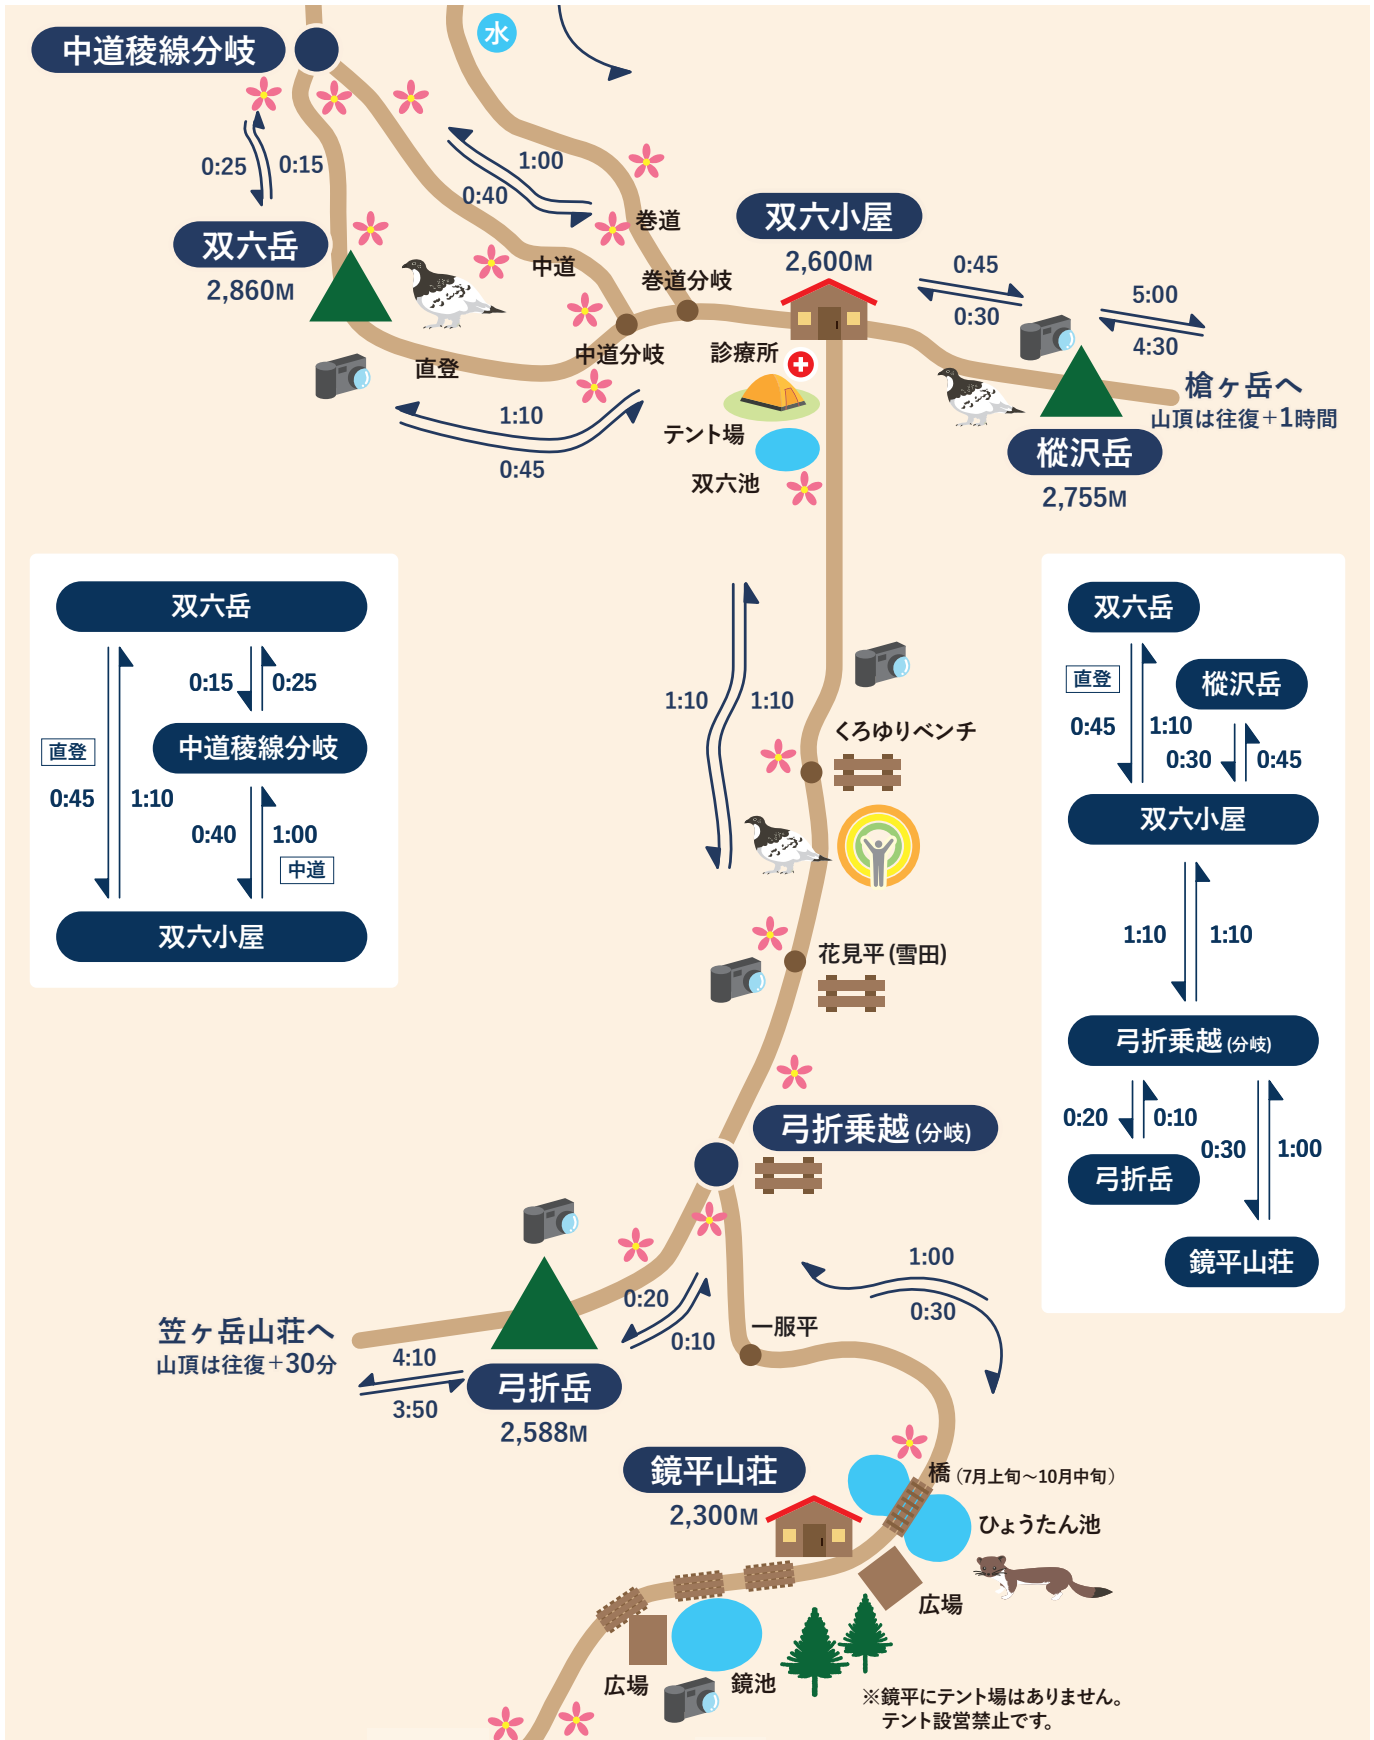 中道稜線分岐
水
0:25
0:15
1:00
0:40
巻道
双六岳
2,860M
中道
巻道分岐
双六小屋
2,600M
0:45
0:30
5:00
4:30
直登
中道分岐
診療所
1:10
0:45
テント場
双六池
槍ヶ岳へ
山頂は往復+1時間
樅沢岳
2,755M
双六岳
0:15
0:25
中道稜線分岐
直登
0:45
1:10
0:40
1:00
中道
双六小屋
1:10
1:10
くろゆりベンチ
花見平(雪田)
双六岳
直登
樅沢岳
0:45
1:10
0:30
0:45
双六小屋
1:10
1:10
弓折乗越(分岐)
0:20
0:10
0:30
1:00
弓折岳
鏡平山荘
弓折乗越(分岐)
0:20
0:10
1:00
0:30
一服平
笠ヶ岳山荘へ
山頂は往復+30分
4:10
3:50
弓折岳
2,588M
鏡平山荘
2,300M
橋(7月上旬〜10月中旬)
ひょうたん池
広場
広場
鏡池
※鏡平にテント場はありません。
テント設営禁止です。